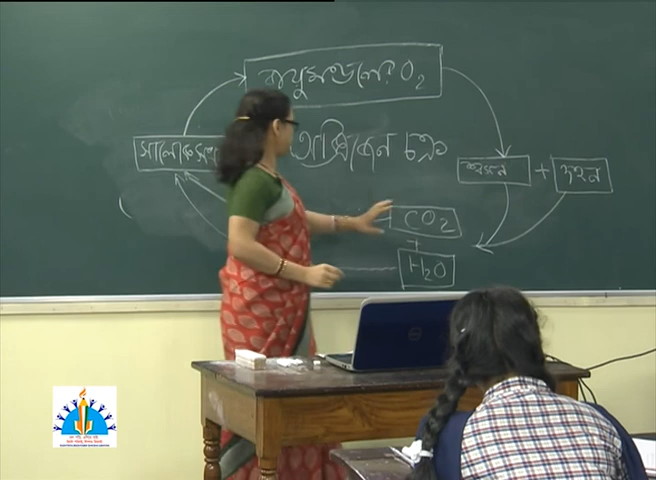 বায়ুমণ্ডলের O2
অক্সিজেন চক্র
সালোকসং
শ্বসন + দহন
CO2
+
H2O